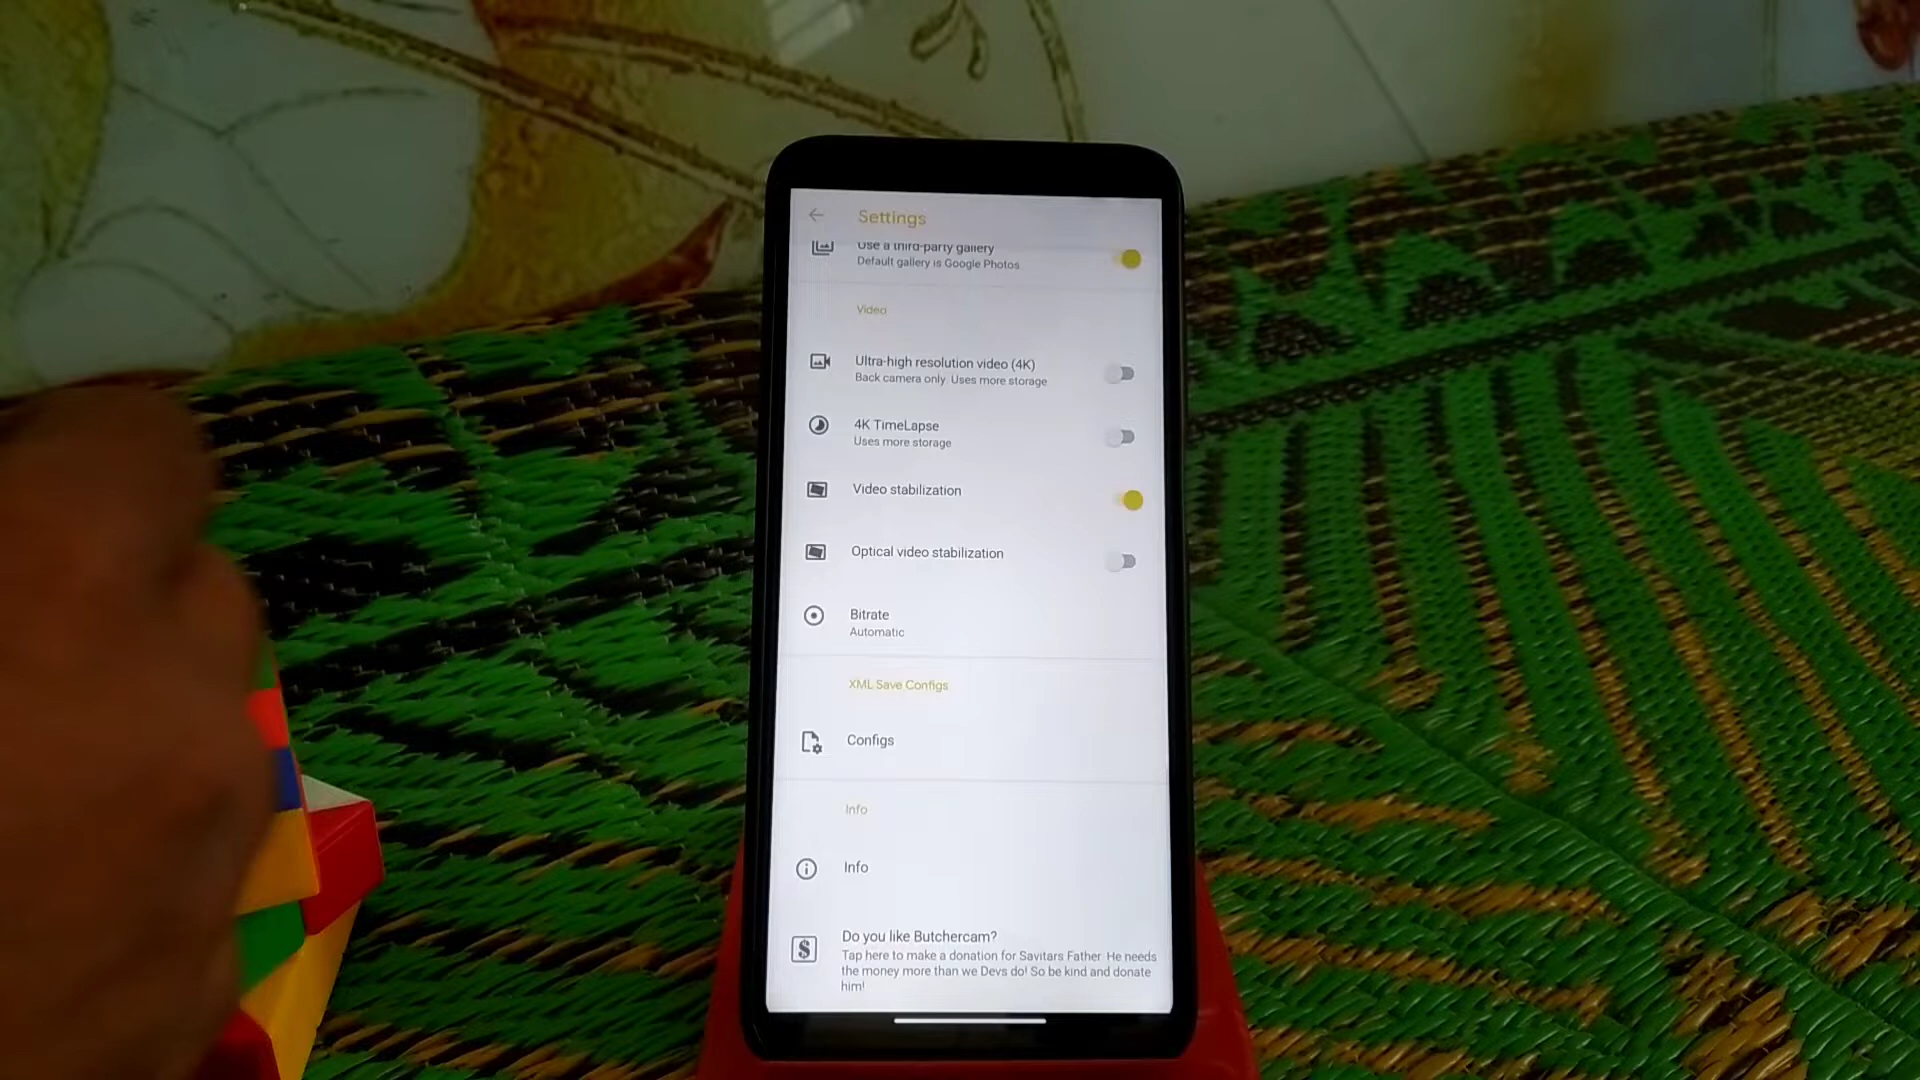 Settings
Use a third-party gallery
Default gallery is Google Photos
Video
Ultra-high resolution video (4K)
Back camera only. Uses more storage
4K TimeLapse
Uses more storage
Video stabilization
Optical video stabilization
Bitrate
Automatic
XML Save Configs
Configs
Info
Info
Do you like Butchercam?
Tap here to make a donation for Savitars Father. He needs
the money more than we Devs do! So be kind and donate
him!